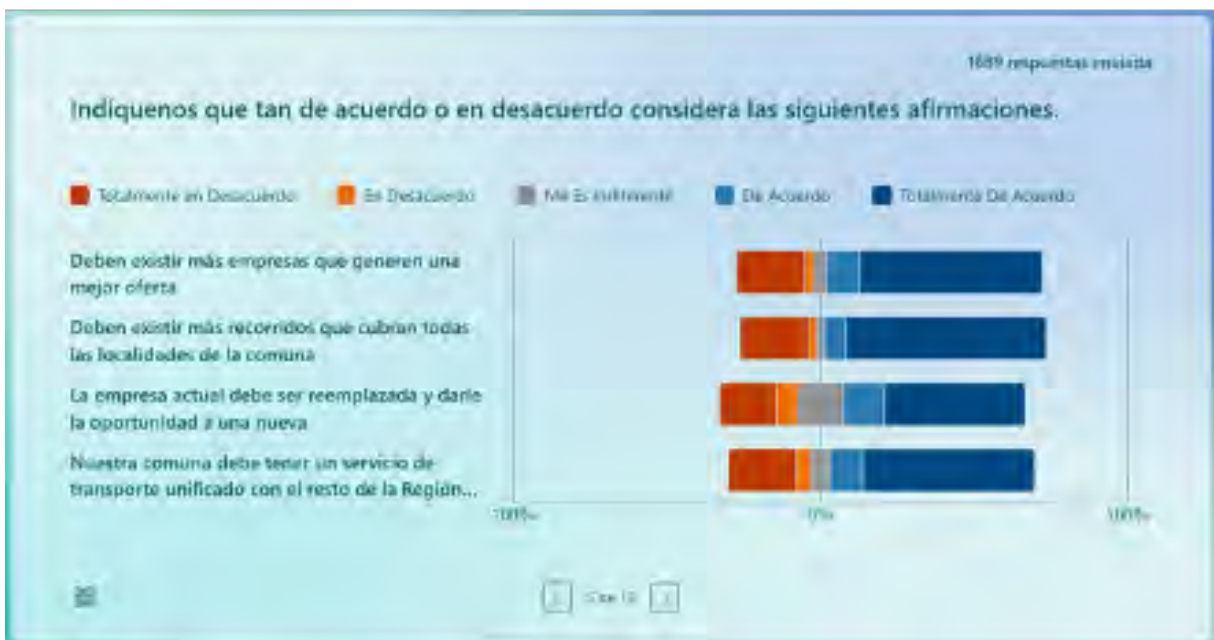 1689 respuestas enviada
Indíquenos que tan de acuerdo o en desacuerdo considera las siguientes afirmaciones.
Totalmente en Desacuerdo En Desacuerdo Me Es Indiferente De Acuerdo Totalmente De Acuerdo
Deben existir más empresas que generen una
mejor oferta
Deben existir más recorridos que cubran todas
las localidades de la comuna
La empresa actual debe ser reemplazada y darle
la oportunidad a una nueva
Nuestra comuna debe tener un servicio de
transporte unificado con el resto de la Región...
100% 0% 100%